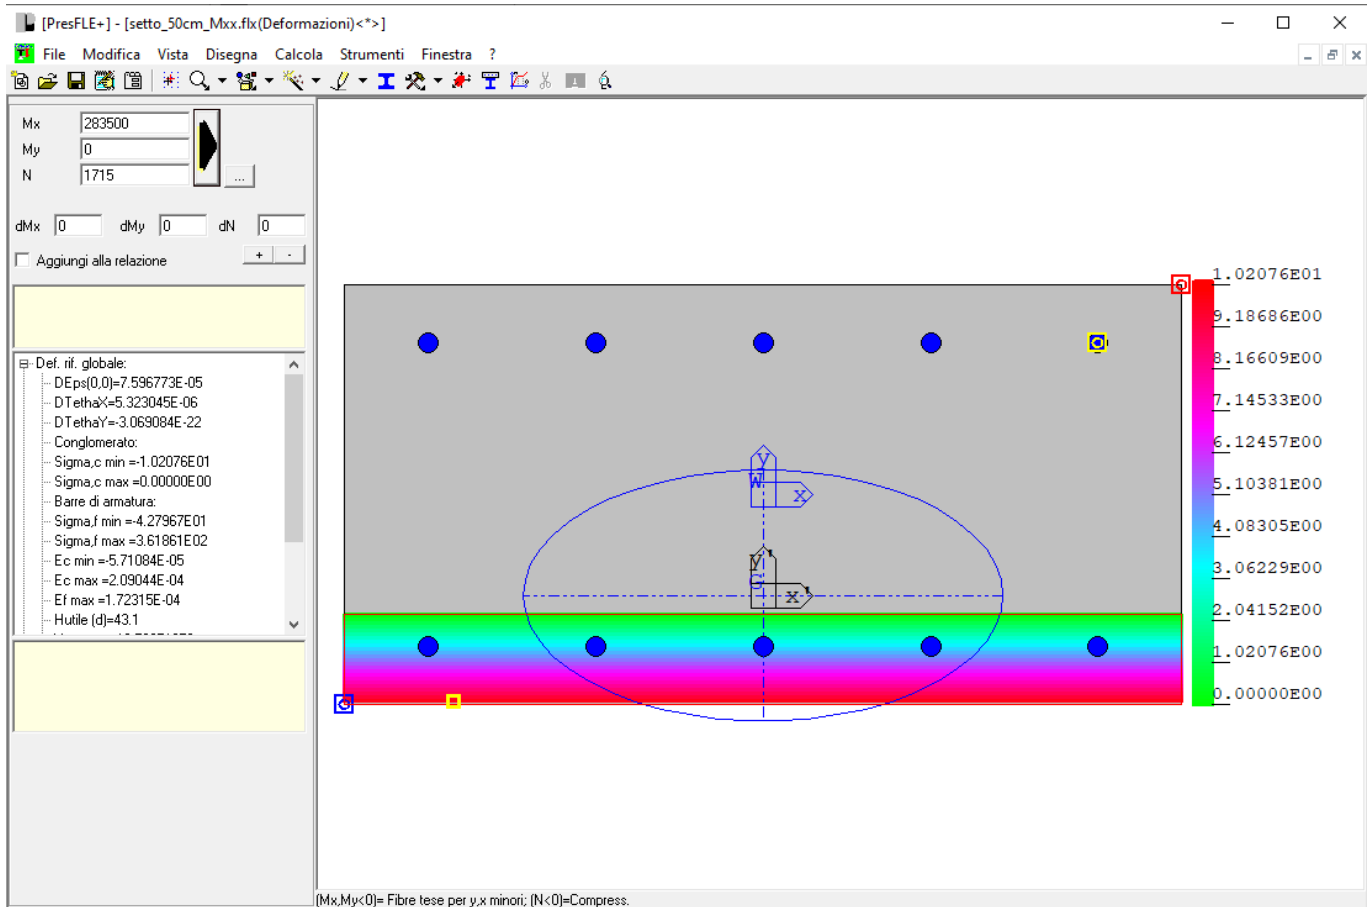 [PresFLE+] - [setto_50cm_Mxx.flx(Deformazioni)<*>]
File Modifica Vista Disegna Calcola Strumenti Finestra ?
Mx 283500
My 0
N 1715
...
dMx 0 dMy 0 dN 0
Aggiungi alla relazione + -
Def. rif. globale:
DEps(0,0)=7.596773E-05
DTethaX=5.323045E-06
DTethaY=-3.069084E-22
Conglomerato:
Sigma,c min =-1.02076E01
Sigma,c max =0.00000E00
Barre di armatura:
Sigma,f min =-4.27967E01
Sigma,f max =3.61861E02
Ec min =-5.71084E-05
Ec max =2.09044E-04
Ef max =1.72315E-04
Hutile (d)=43.1
y
W
x
y'
G
x'
1.02076E01
9.18686E00
8.16609E00
7.14533E00
6.12457E00
5.10381E00
4.08305E00
3.06229E00
2.04152E00
1.02076E00
0.00000E00
(Mx,My<0)= Fibre tese per y,x minori; (N<0)=Compress.